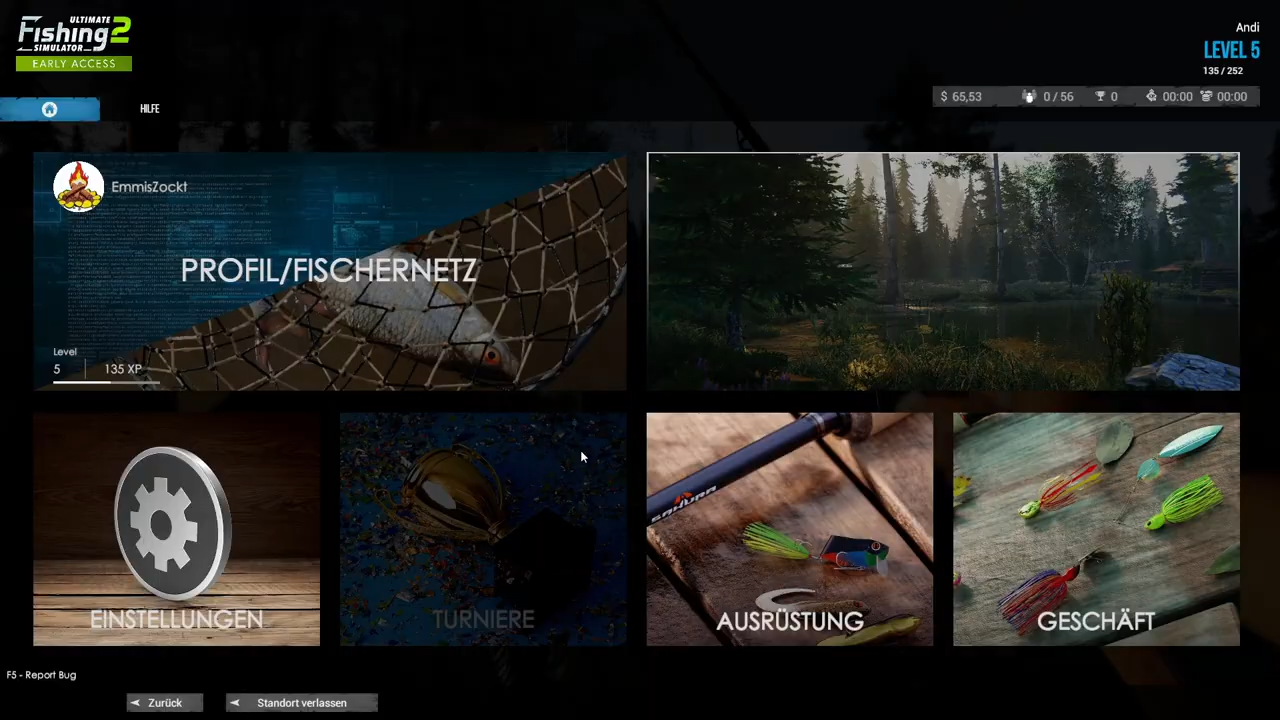 ULTIMATE
Fishing 2
SIMULATOR
EARLY ACCESS
Andi
LEVEL 5
135 / 252
$ 65,53 0 / 56 0 00:00 00:00
HILFE
EmmisZockt
PROFIL/FISCHERNETZ
Level
5 135 XP
SAKURA
EINSTELLUNGEN
TURNIERE
AUSRÜSTUNG
GESCHÄFT
F5 - Report Bug
Zurück
Standort verlassen